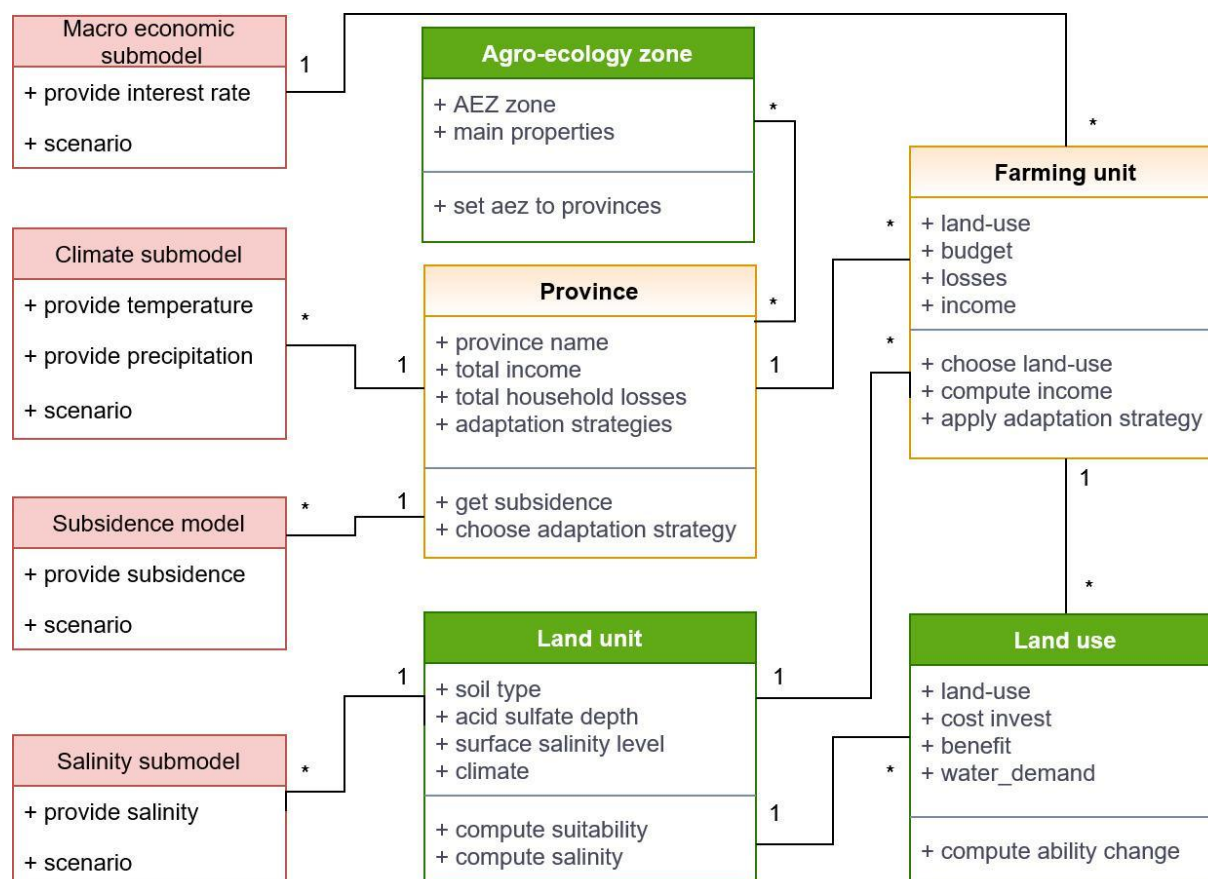 Macro economic
submodel
+ provide interest rate
+ scenario
1
Agro-ecology zone
+ AEZ zone
+ main properties
+ set aez to provinces
*
*
Farming unit
+ land-use
+ budget
+ losses
+ income
+ choose land-use
+ compute income
+ apply adaptation strategy
*
*
1
Climate submodel
+ provide temperature
+ provide precipitation
+ scenario
*
1
Province
+ province name
+ total income
+ total household losses
+ adaptation strategies
+ get subsidence
+ choose adaptation strategy
*
1
1
Subsidence model
+ provide subsidence
+ scenario
*
Land unit
+ soil type
+ acid sulfate depth
+ surface salinity level
+ climate
+ compute suitability
+ compute salinity
1
1
1
*
Land use
+ land-use
+ cost invest
+ benefit
+ water_demand
+ compute ability change
*
Salinity submodel
+ provide salinity
+ scenario
*